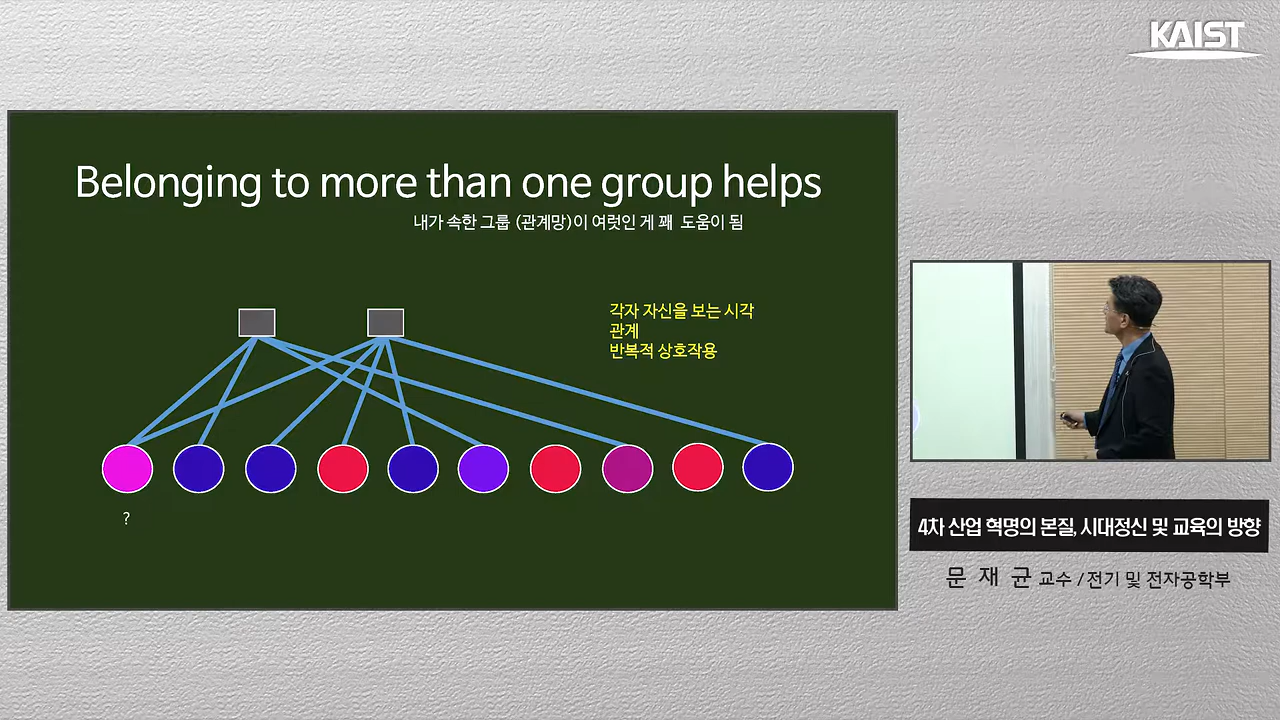 KAIST
Belonging to more than one group helps
내가 속한 그룹 (관계망)이 여럿인 게 꽤 도움이 됨
각자 자신을 보는 시각
관계
반복적 상호작용
?
4차 산업 혁명의 본질, 시대정신 및 교육의 방향
문 재 균 교수 / 전기 및 전자공학부